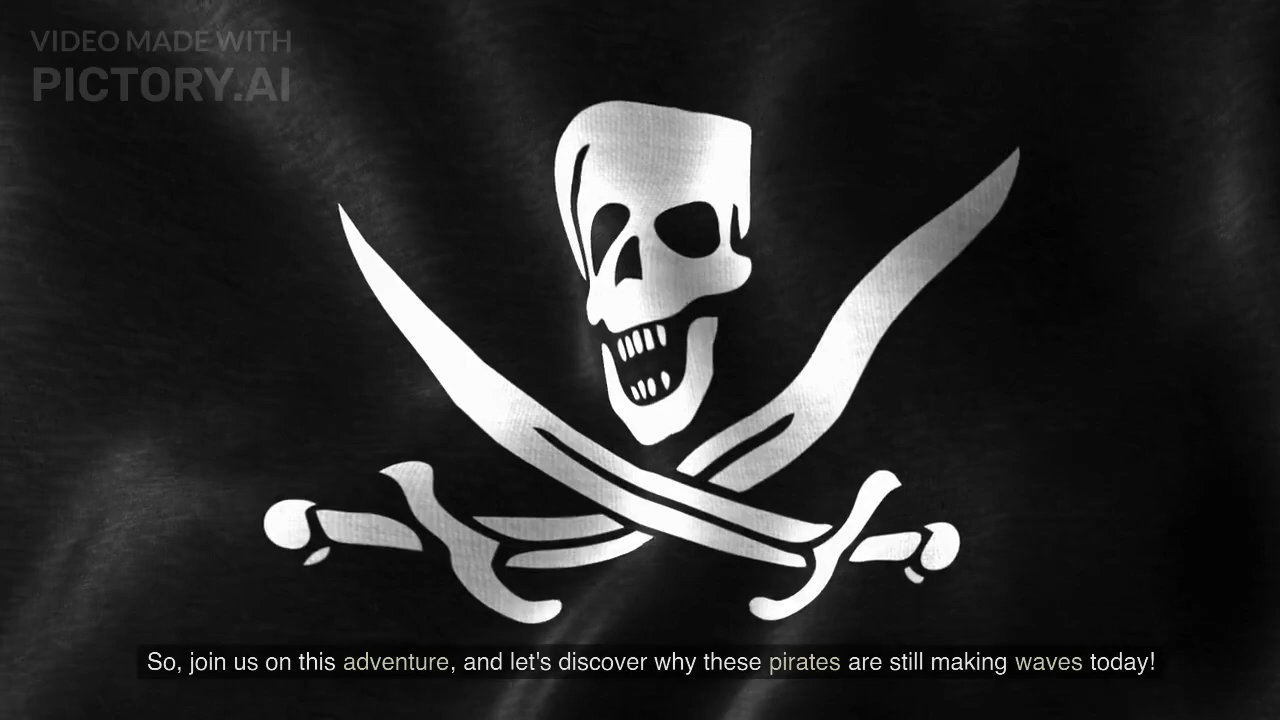 VIDEO MADE WITH
PICTORY.AI
So, join us on this adventure, and let's discover why these pirates are still making waves today!